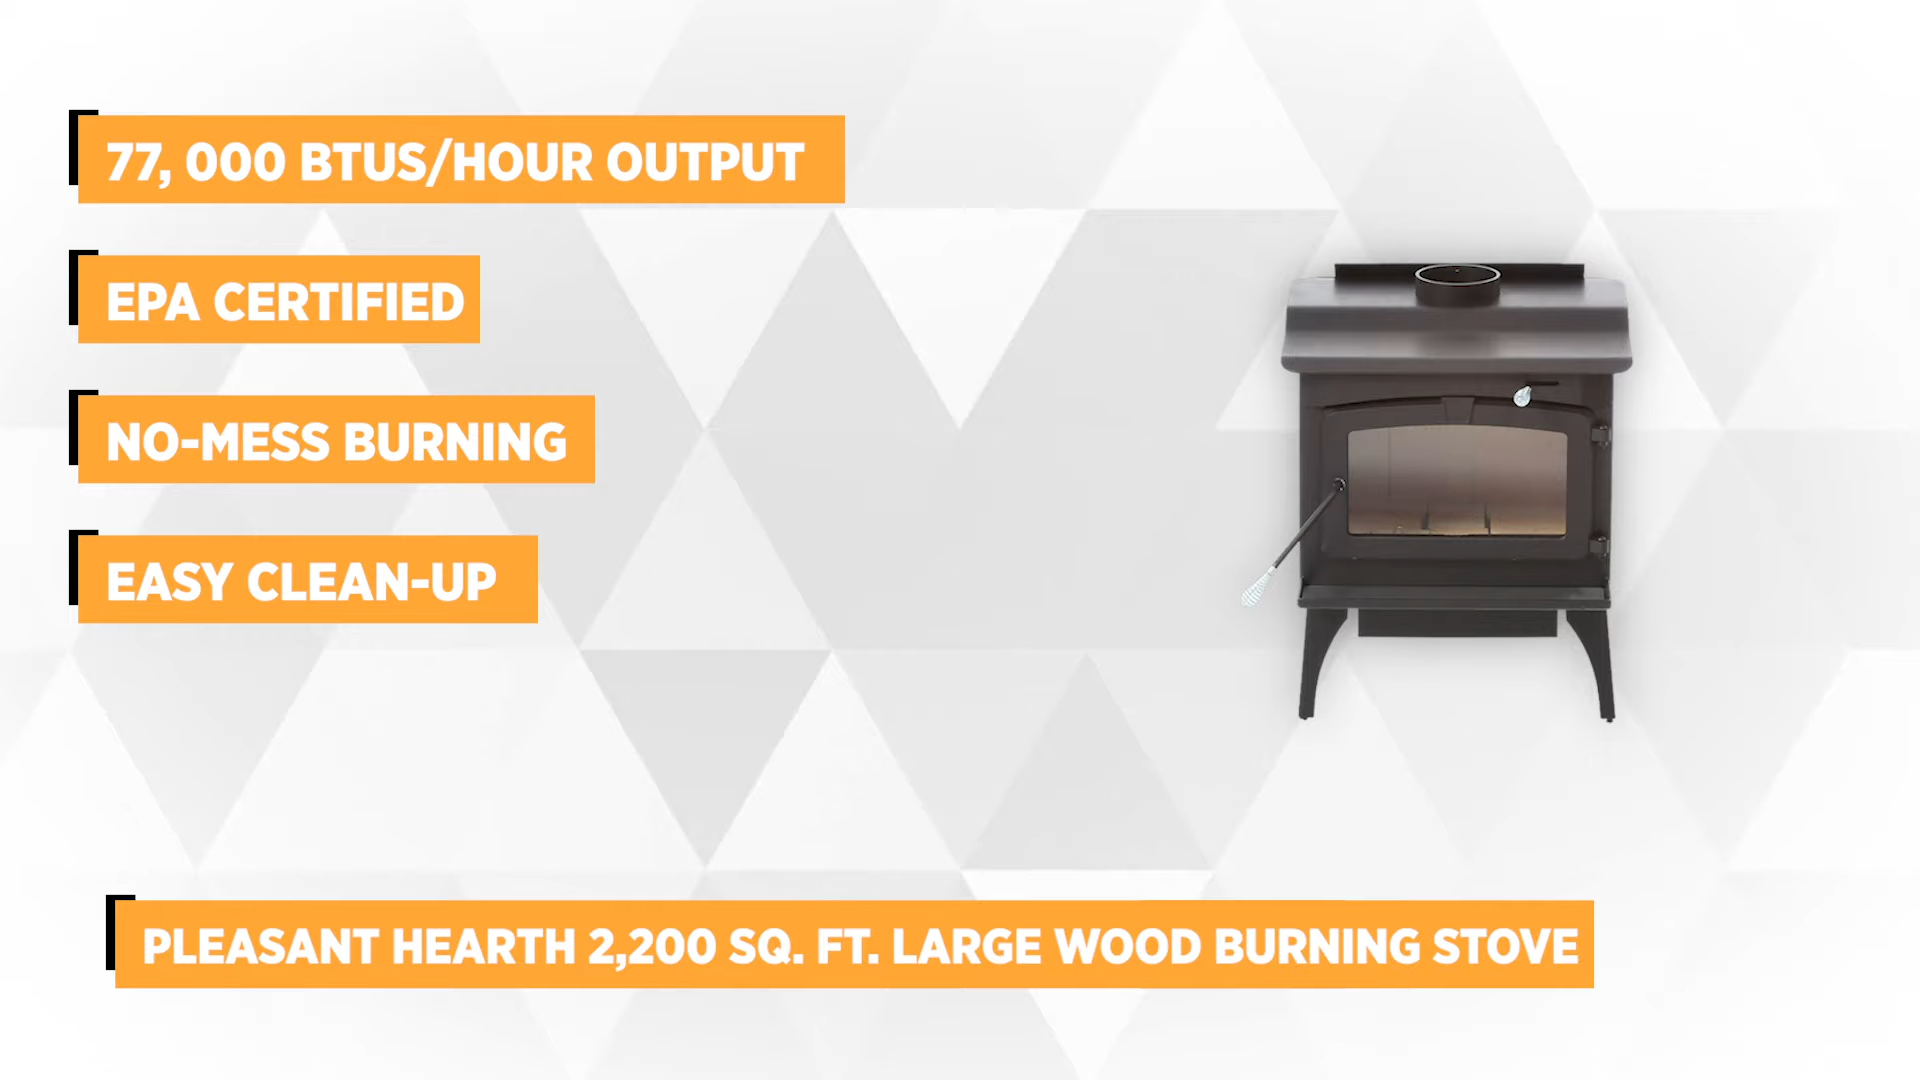 77, 000 BTUS/HOUR OUTPUT
EPA CERTIFIED
NO-MESS BURNING
EASY CLEAN-UP
PLEASANT HEARTH 2,200 SQ. FT. LARGE WOOD BURNING STOVE